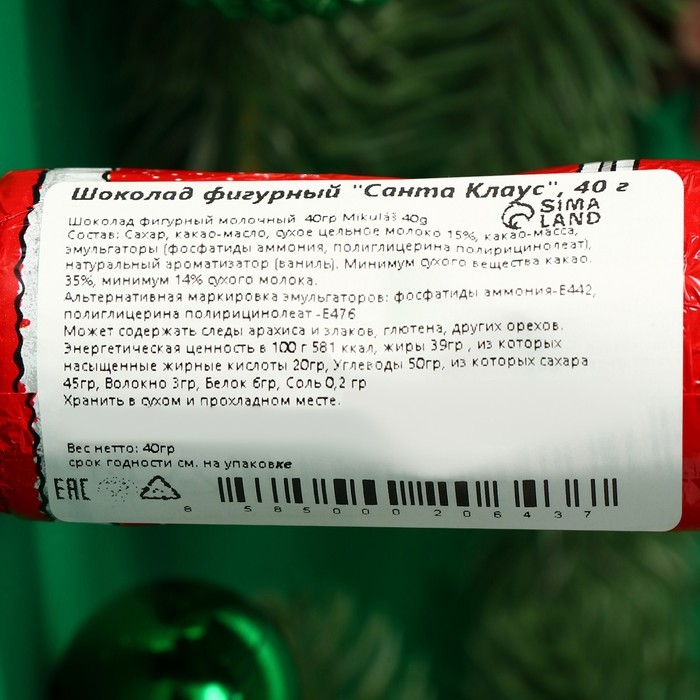 Шоколад фигурный "Санта Клаус", 40 г
SIMA
LAND
Шоколад фигурный молочный 40гр Mikuláš 40g
Состав: Сахар, какао-масло, сухое цельное молоко 15%, какао-масса,
эмульгаторы (фосфатиды аммония, полиглицерина полирицинолеат),
натуральный ароматизатор (ваниль). Минимум сухого вещества какао.
35%, минимум 14% сухого молока.
Альтернативная маркировка эмульгаторов: фосфатиды аммония-Е442,
полиглицерина полирицинолеат -Е476
Может содержать следы арахиса и злаков, глютена, других орехов.
Энергетическая ценность в 100 г 581 ккал, жиры 39гр , из которых
насыщенные жирные кислоты 20гр, Углеводы 50гр, из которых сахара
45гр, Волокно 3гр, Белок 6гр, Соль 0,2 гр
Хранить в сухом и прохладном месте.
Вес нетто: 40гр
срок годности см. на упаковке
EAC
8 585000 206437